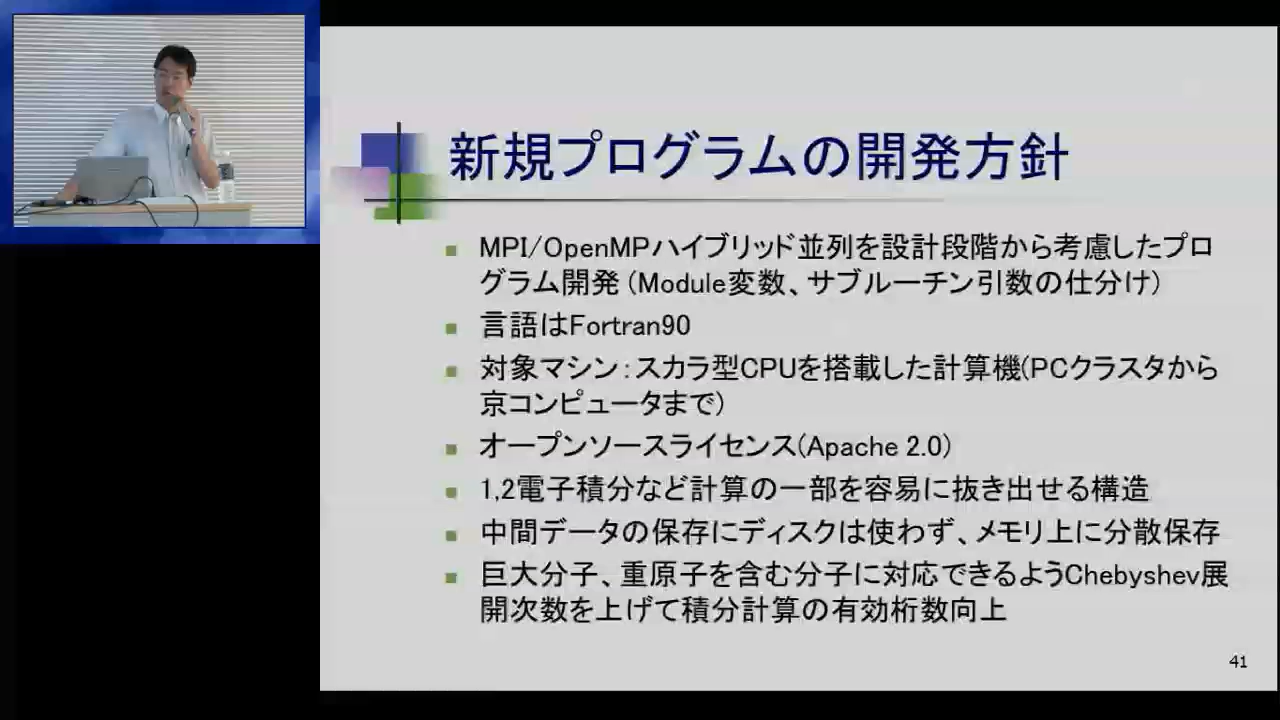 新規プログラムの開発方針
MPI/OpenMPハイブリッド並列を設計段階から考慮したプロ
グラム開発 (Module変数、サブルーチン引数の仕分け)
言語はFortran90
対象マシン：スカラ型CPUを搭載した計算機(PCクラスタから
京コンピュータまで)
オープンソースライセンス(Apache 2.0)
1,2電子積分など計算の一部を容易に抜き出せる構造
中間データの保存にディスクは使わず、メモリ上に分散保存
巨大分子、重原子を含む分子に対応できるようChebyshev展
開次数を上げて積分計算の有効桁数向上
41